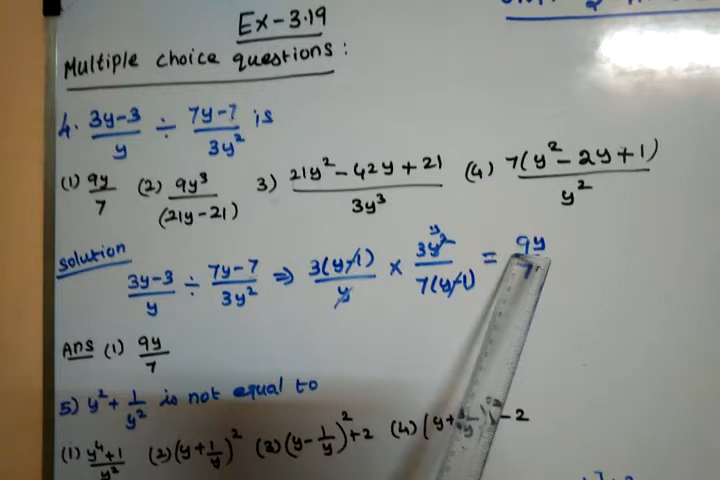 Ex-3.19
Multiple choice questions:
4. (3y-3)/y ÷ (7y-7)/(3y²) is
(1) 9y/7 (2) 9y³/(21y-21) 3) (21y²-42y+21)/(3y³) (4) 7(y²-2y+1)/y²
Solution
(3y-3)/y ÷ (7y-7)/(3y²) ⇒ 3(y-1)/y × 3y² y/7(y-1) = 9y/7
Ans (1) 9y/7
5) y² + 1/y² is not equal to
(1) (y⁴+1)/y² (2) (y+1/y)² (3) (y-1/y)²+2 (4) (y+1/y)²-2